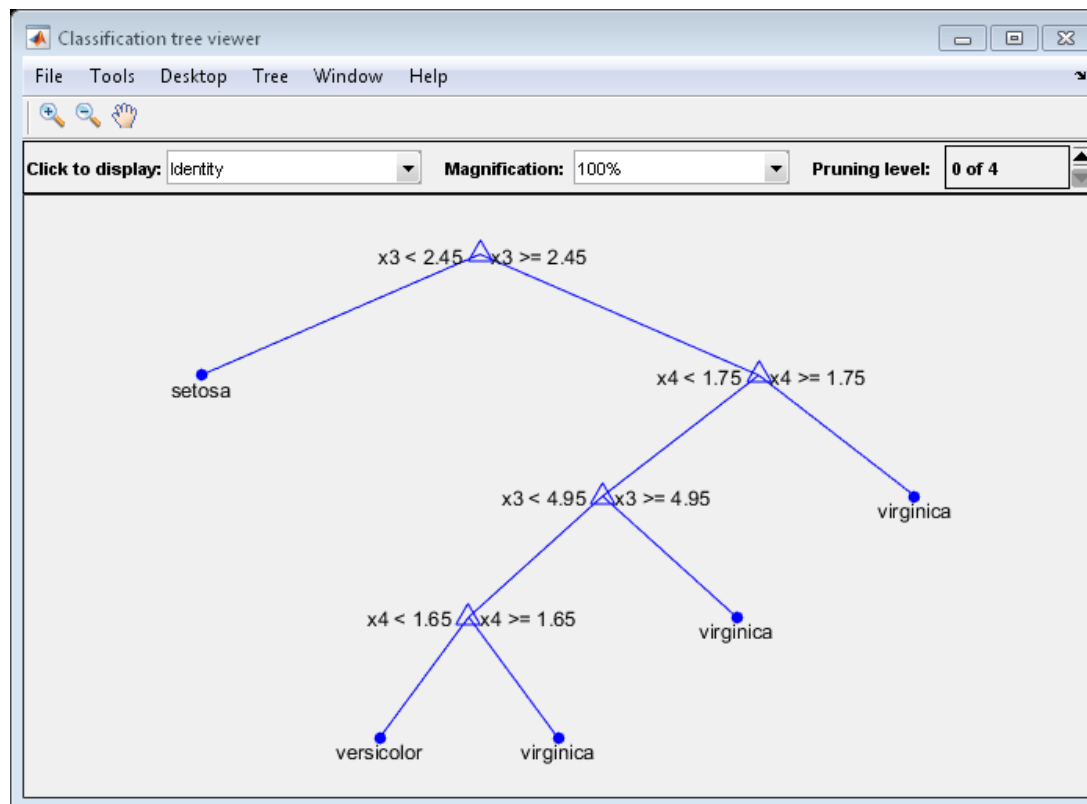 Classification tree viewer
File Tools Desktop Tree Window Help
Click to display: Identity Magnification: 100% Pruning level: 0 of 4
x3 < 2.45 x3 >= 2.45
setosa
x4 < 1.75 x4 >= 1.75
x3 < 4.95 x3 >= 4.95
virginica
x4 < 1.65 x4 >= 1.65
virginica
versicolor virginica